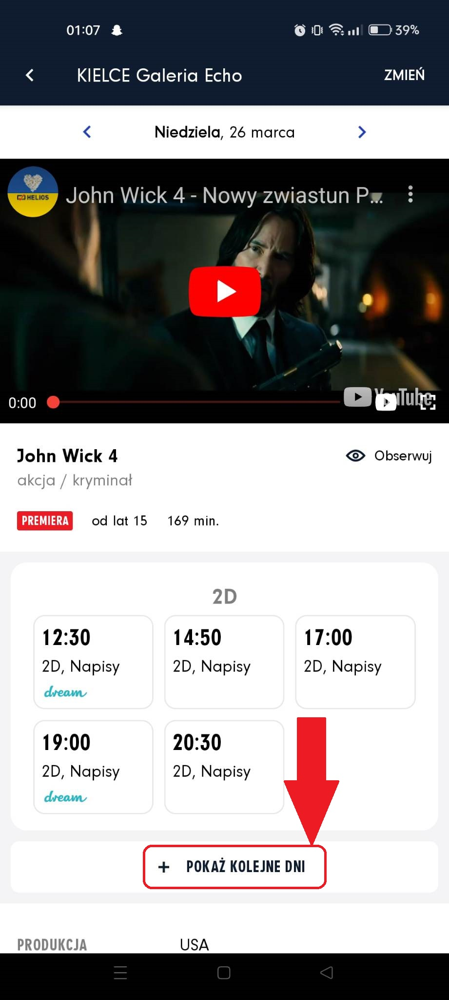 01:07
39%
KIELCE Galeria Echo
ZMIEŃ
Niedziela, 26 marca
HELIOS
John Wick 4 - Nowy zwiastun P...
0:00
YouTube
John Wick 4
Obserwuj
akcja / kryminał
PREMIERA od lat 15 169 min.
2D
12:30
2D, Napisy
dream
14:50
2D, Napisy
17:00
2D, Napisy
19:00
2D, Napisy
dream
20:30
2D, Napisy
+ POKAŻ KOLEJNE DNI
PRODUKCJA USA